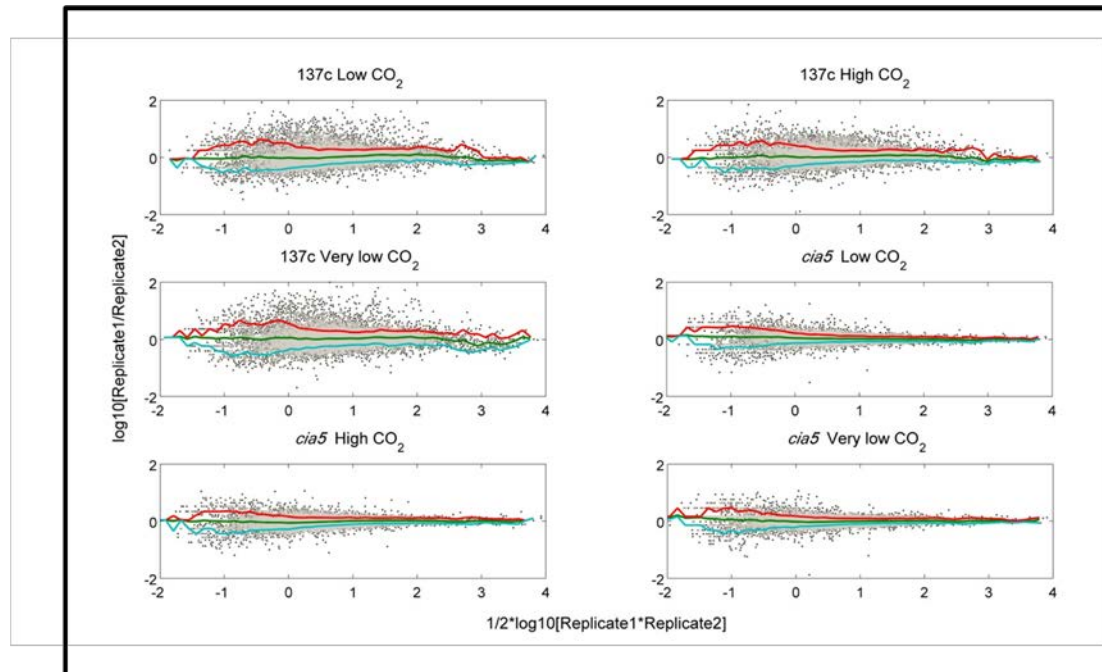 137c Low CO2
137c High CO2
2
0
-2
-2 -1 0 1 2 3 4
2
0
-2
-2 -1 0 1 2 3 4
137c Very low CO2
cia5 Low CO2
2
0
-2
-2 -1 0 1 2 3 4
2
0
-2
-2 -1 0 1 2 3 4
cia5 High CO2
cia5 Very low CO2
2
0
-2
-2 -1 0 1 2 3 4
2
0
-2
-2 -1 0 1 2 3 4
log10[Replicate1/Replicate2]
1/2*log10[Replicate1*Replicate2]